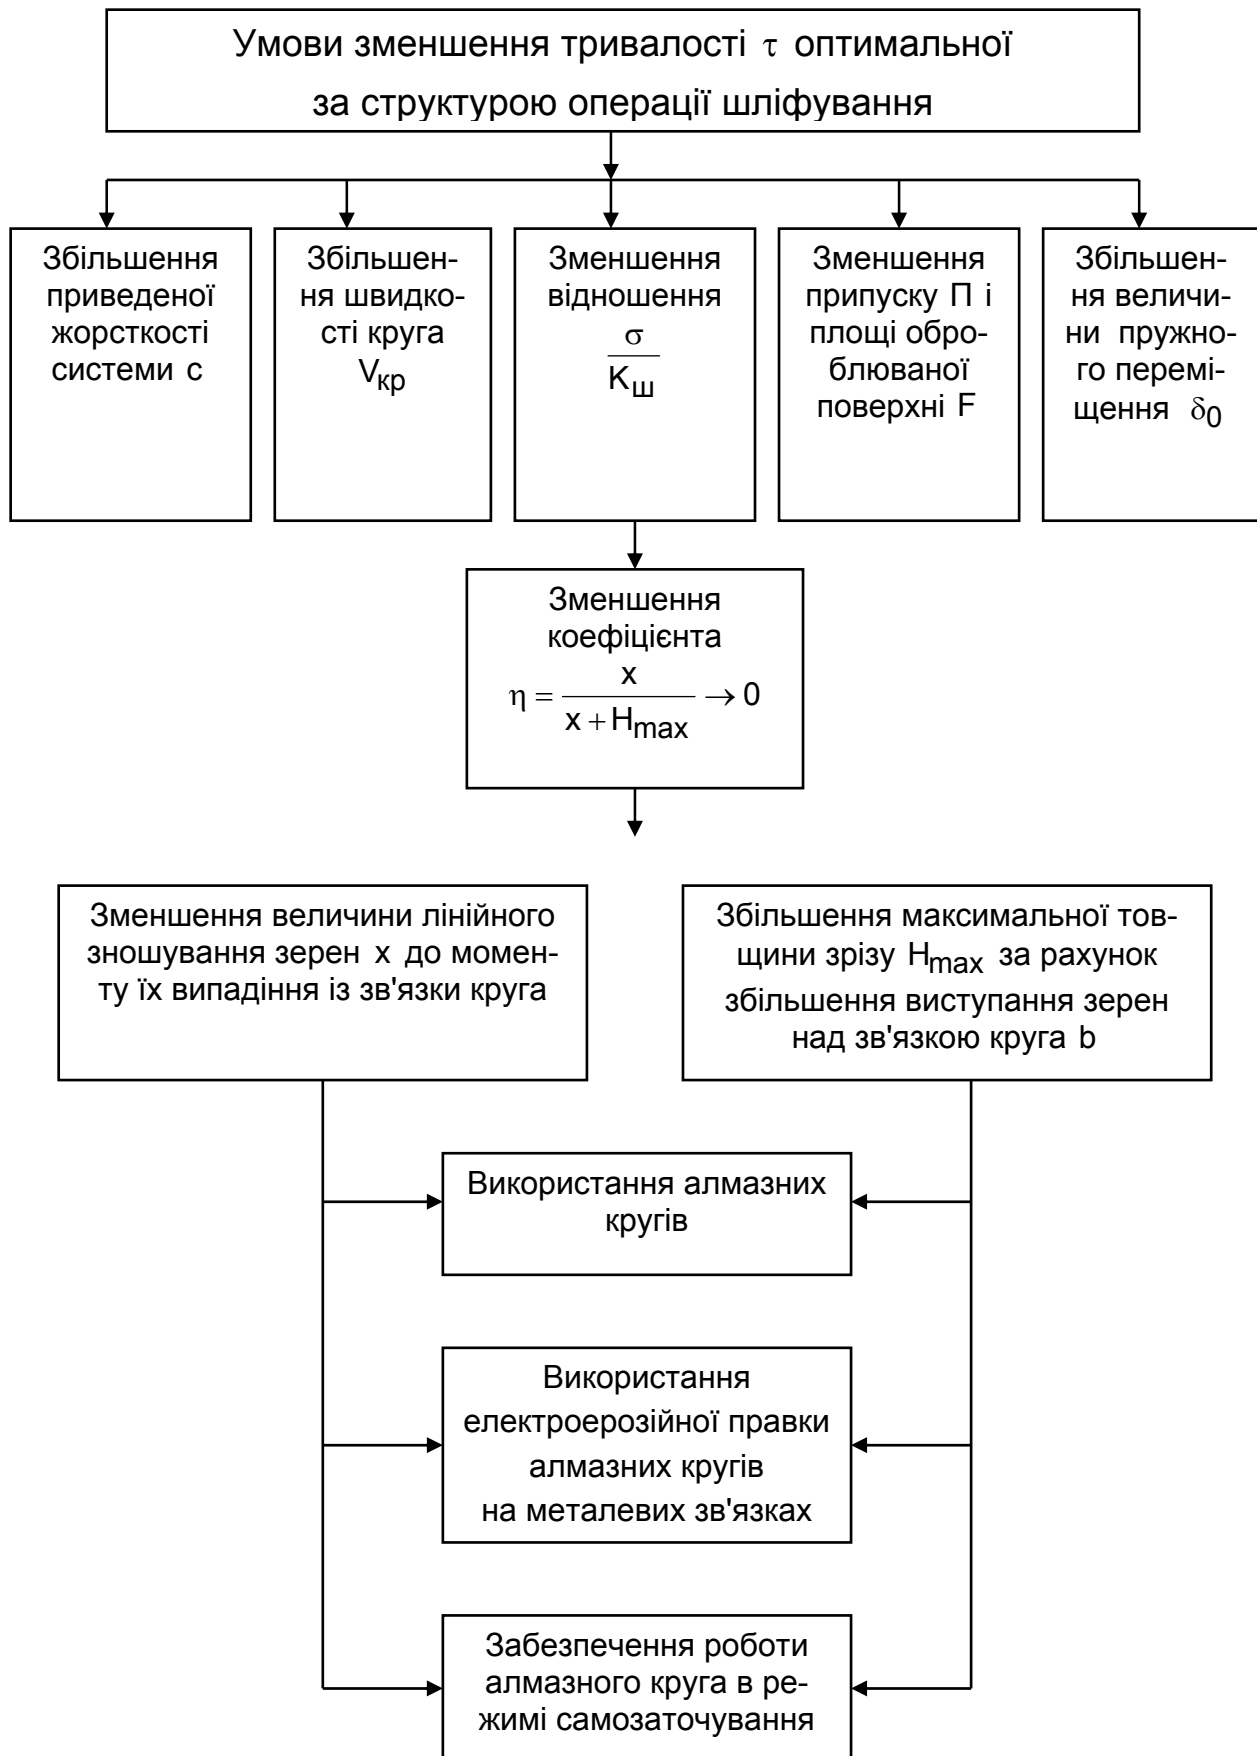 Умови зменшення тривалості τ оптимальної
за структурою операції шліфування
Збільшення
приведеної
жорсткості
системи с
Збільшен-
ня швидко-
сті круга
Vкр
Зменшення
відношення
σ
Kш
Зменшення
припуску П і
площі обро-
блюваної
поверхні F
Збільшен-
ня величи-
ни пружно-
го перемі-
щення δ0
Зменшення
коефіцієнта
η = x / (x + Hmax) → 0
Зменшення величини лінійного
зношування зерен x до момен-
ту їх випадіння із зв'язки круга
Збільшення максимальної тов-
щини зрізу Hmax за рахунок
збільшення виступання зерен
над зв'язкою круга b
Використання алмазних
кругів
Використання
електроерозійної правки
алмазних кругів
на металевих зв'язках
Забезпечення роботи
алмазного круга в ре-
жимі самозаточування